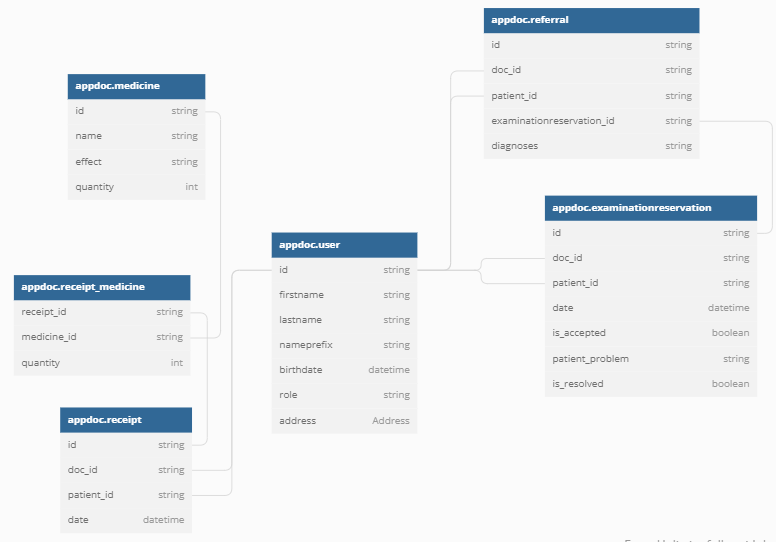 appdoc.referral
id string
doc_id string
patient_id string
examinationreservation_id string
diagnoses string
appdoc.medicine
id string
name string
effect string
quantity int
appdoc.examinationreservation
id string
doc_id string
patient_id string
date datetime
is_accepted boolean
patient_problem string
is_resolved boolean
appdoc.user
id string
firstname string
lastname string
nameprefix string
birthdate datetime
role string
address Address
appdoc.receipt_medicine
receipt_id string
medicine_id string
quantity int
appdoc.receipt
id string
doc_id string
patient_id string
date datetime